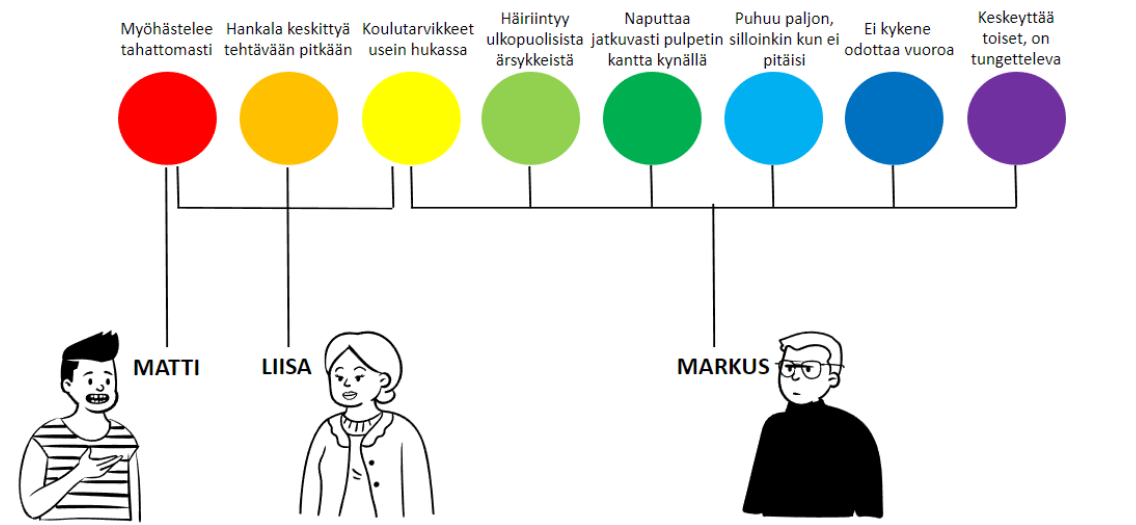 Myöhästelee
tahattomasti
Hankala keskittyä
tehtävään pitkään
Koulutarvikkeet
usein hukassa
Häiriintyy
ulkopuolisista
ärsykkeistä
Naputtaa
jatkuvasti pulpetin
kantta kynällä
Puhuu paljon,
silloinkin kun ei
pitäisi
Ei kykene
odottaa vuoroa
Keskeyttää
toiset, on
tungetteleva
MATTI
LIISA
MARKUS